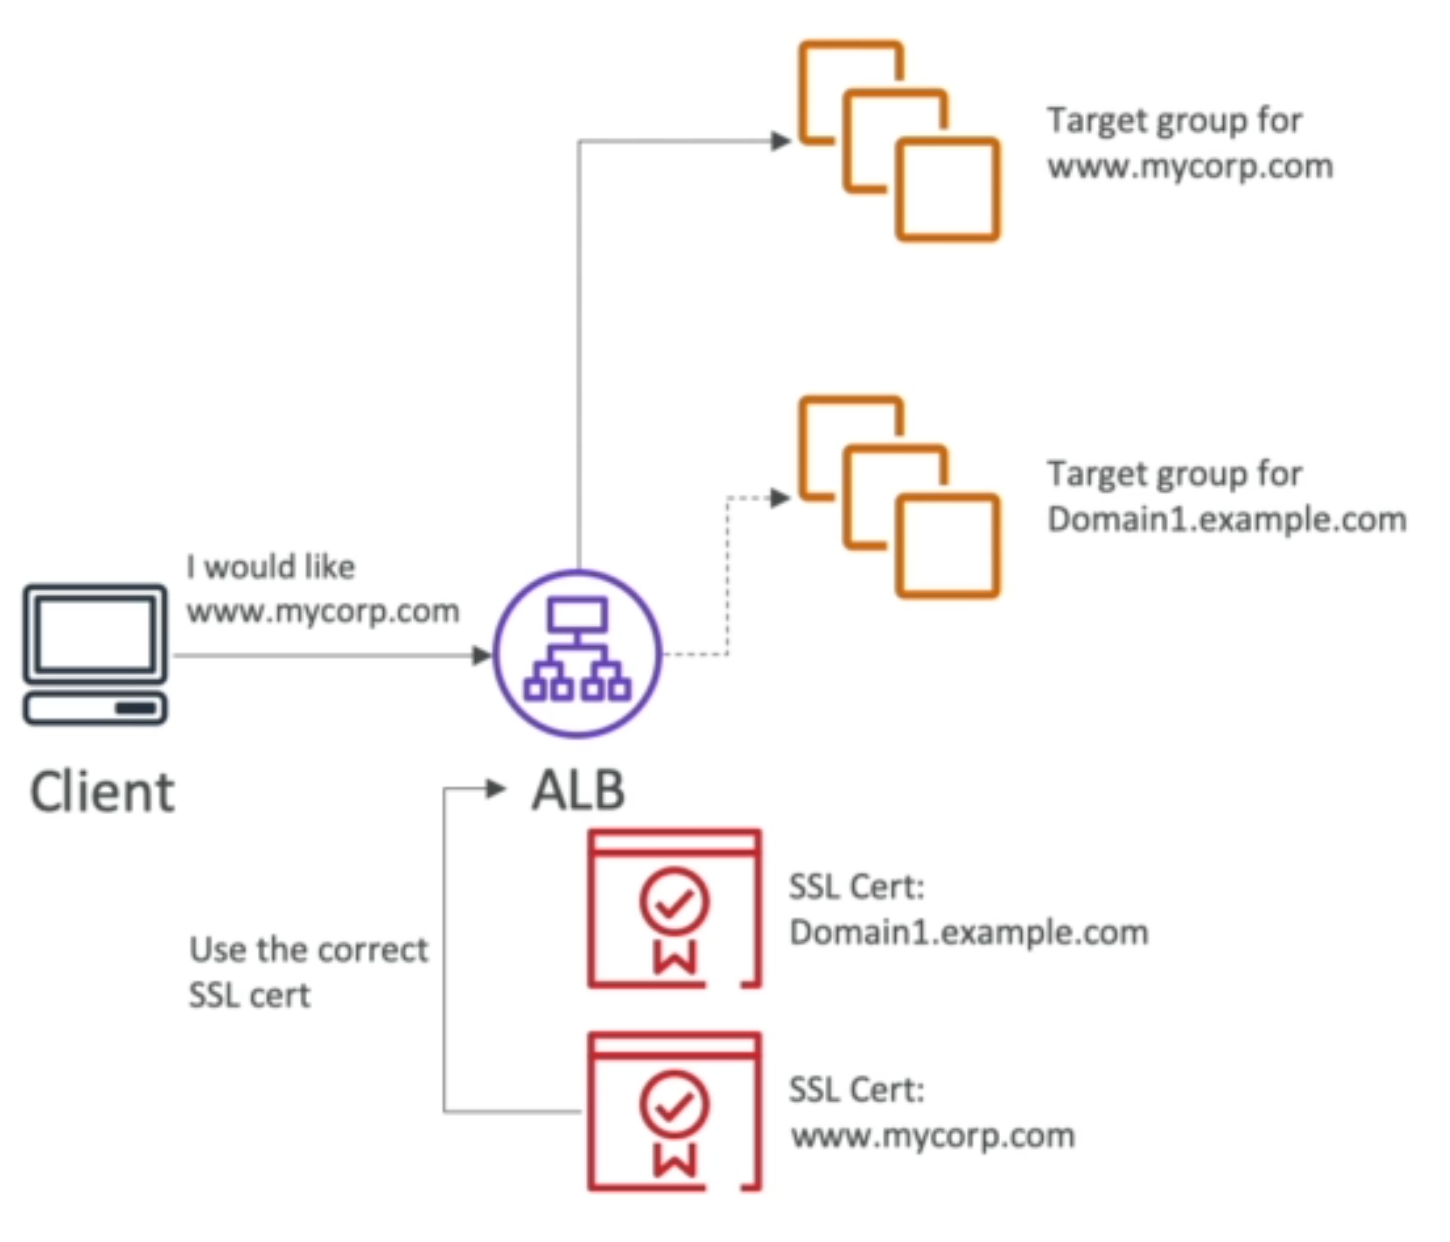 Target group for
www.mycorp.com
Target group for
Domain1.example.com
I would like
www.mycorp.com
Client
ALB
SSL Cert:
Domain1.example.com
Use the correct
SSL cert
SSL Cert:
www.mycorp.com